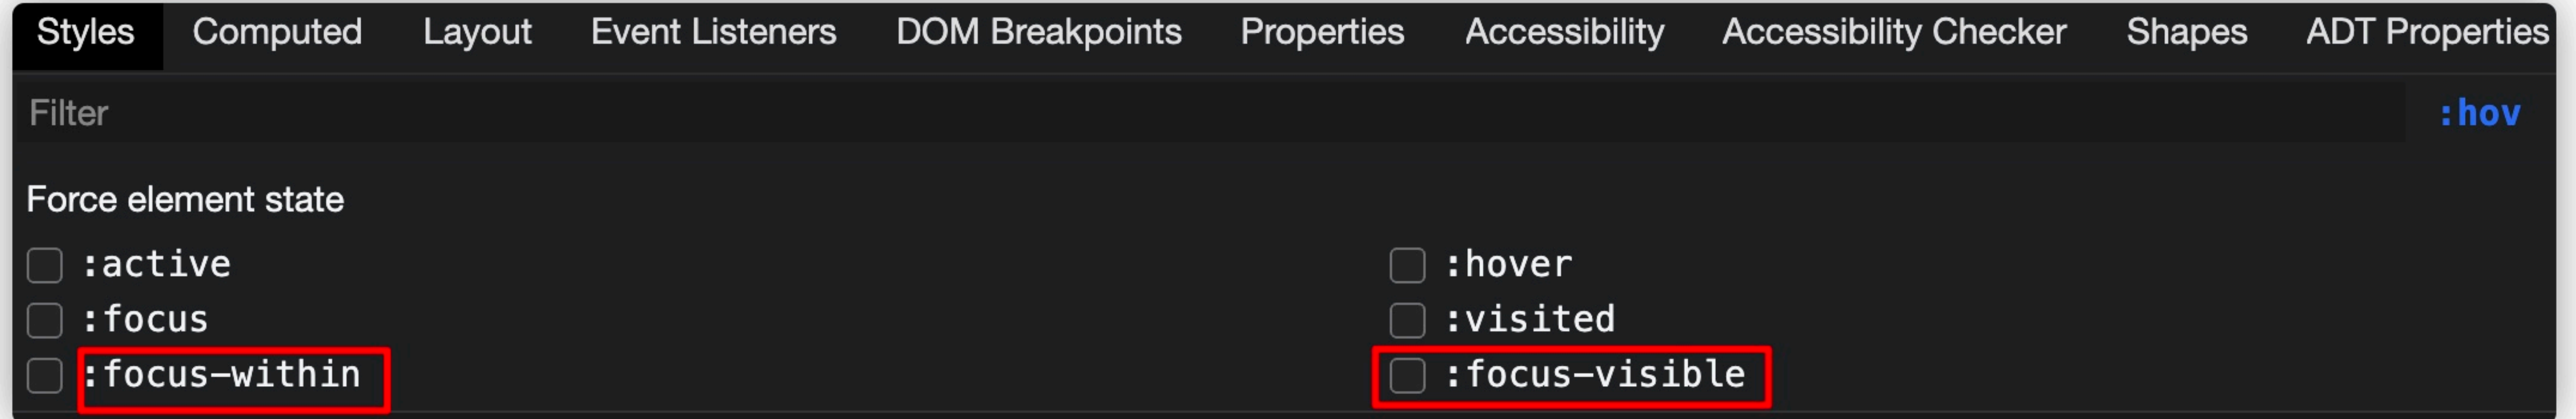 Styles Computed Layout Event Listeners DOM Breakpoints Properties Accessibility Accessibility Checker Shapes ADT Properties
Filter :hov
Force element state
:active :hover
:focus :visited
:focus-within :focus-visible